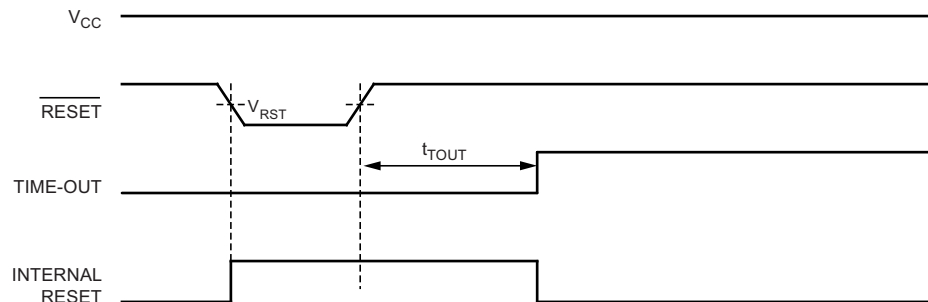 VCC
RESET
VRST
tTOUT
TIME-OUT
INTERNAL
RESET